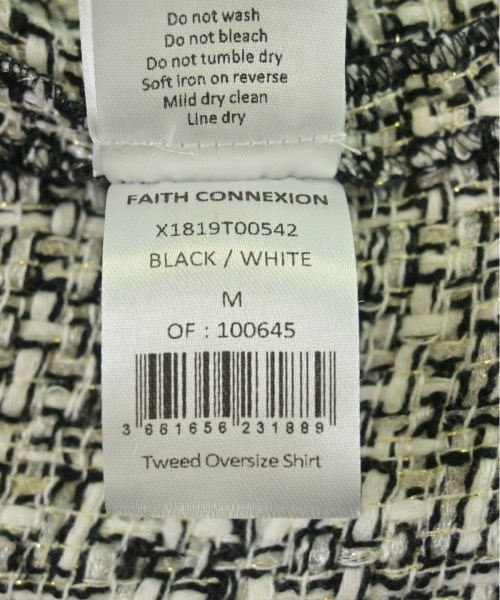 Do not wash
Do not bleach
Do not tumble dry
Soft iron on reverse
Mild dry clean
Line dry
FAITH CONNEXION
X1819T00542
BLACK / WHITE
M
OF : 100645
3 661656 231889
Tweed Oversize Shirt